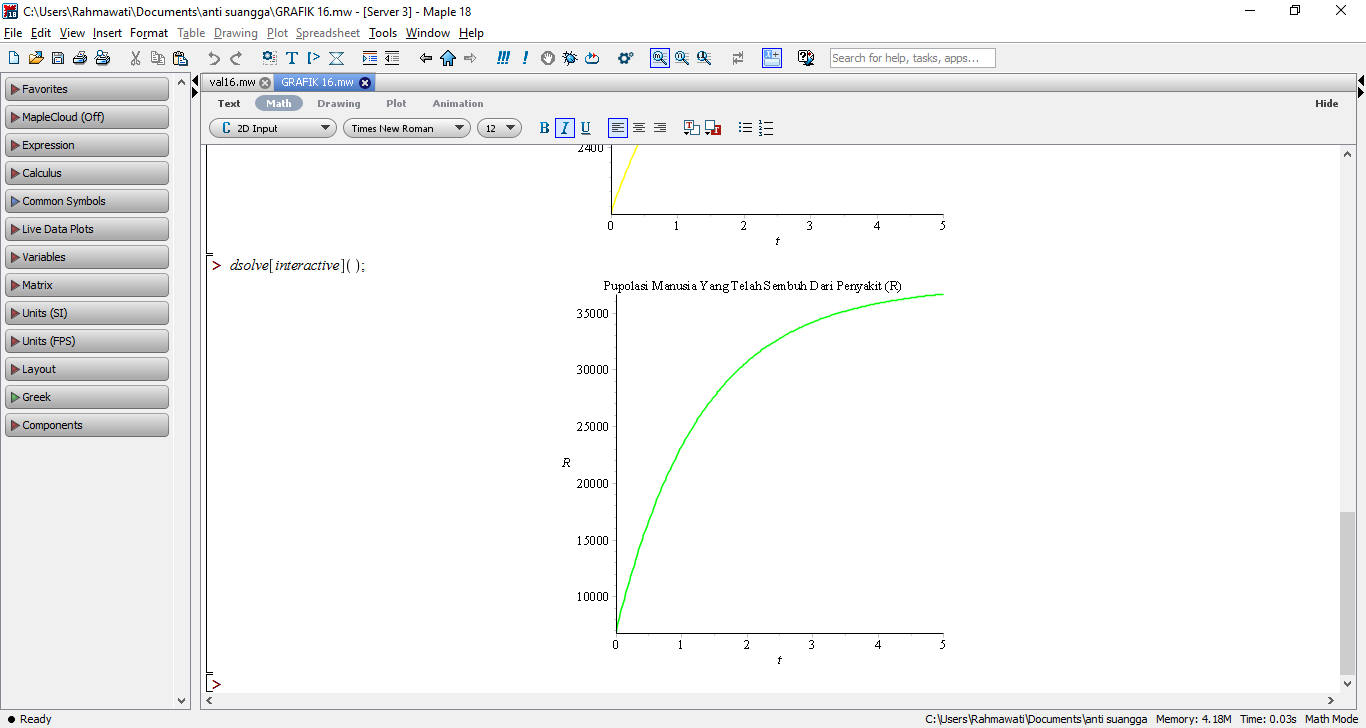 C:\Users\Rahmawati\Documents\anti suangga\GRAFIK 16.mw - [Server 3] - Maple 18
File Edit View Insert Format Table Drawing Plot Spreadsheet Tools Window Help
Search for help, tasks, apps...
val16.mw GRAFIK 16.mw
Text Math Drawing Plot Animation Hide
C 2D Input Times New Roman 12 B I U
Favorites
MapleCloud (Off)
Expression
Calculus
Common Symbols
Live Data Plots
Variables
Matrix
Units (SI)
Units (FPS)
Layout
Greek
Components
2400
0 1 2 3 4 5
t
> dsolve[interactive]( );
Pupolasi Manusia Yang Telah Sembuh Dari Penyakit (R)
35000
30000
25000
R
20000
15000
10000
0 1 2 3 4 5
t
>
Ready
C:\Users\Rahmawati\Documents\anti suangga Memory: 4.18M Time: 0.03s Math Mode